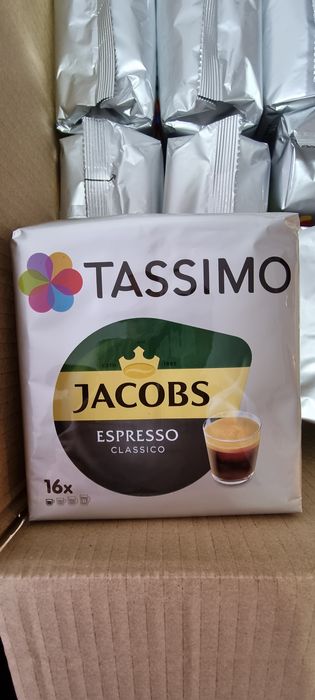 TASSIMO
JACOBS
ESPRESSO
CLASSICO
16x